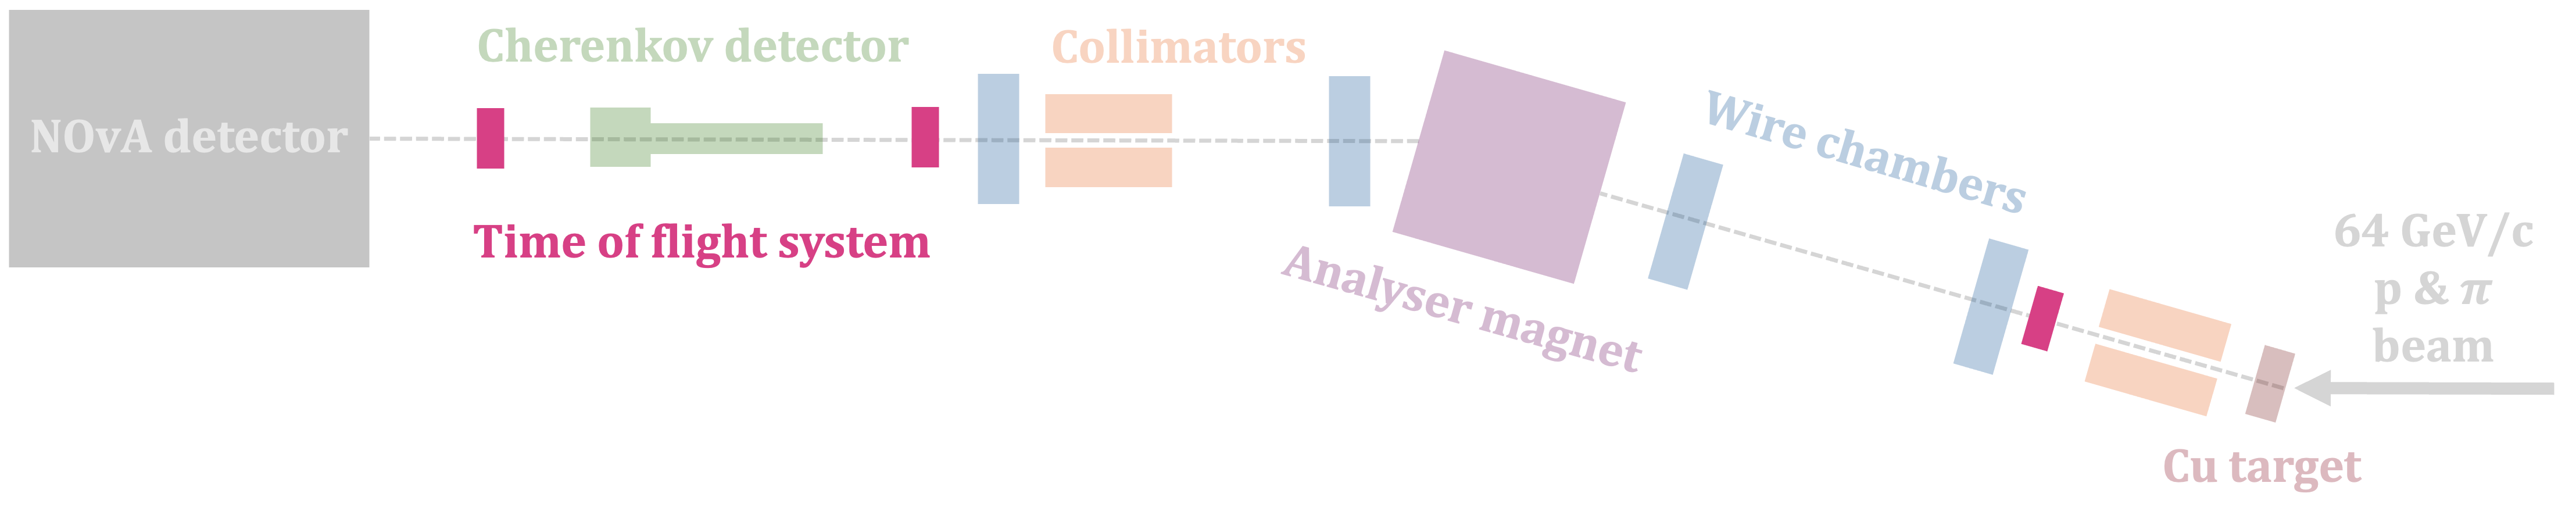 Cherenkov detector
Collimators
NOvA detector
Wire chambers
Time of flight system
Analyser magnet
64 GeV/c
p & π
beam
Cu target